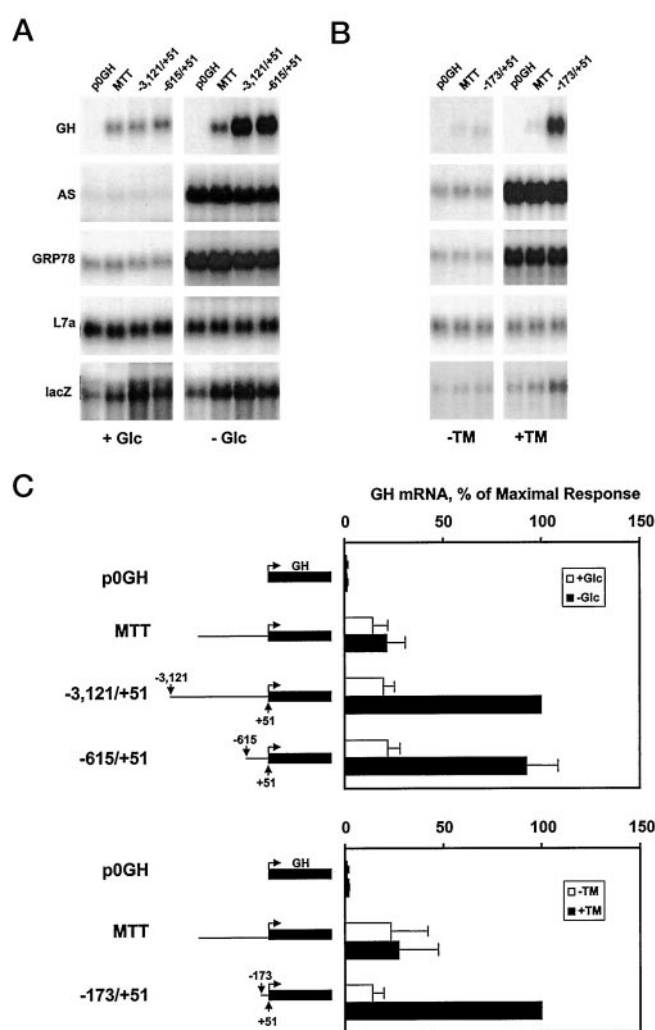 A
B
p0GH MTT -3,121/+51 -615/+51 p0GH MTT -3,121/+51 -615/+51
p0GH MTT -173/+51 p0GH MTT -173/+51
GH
AS
GRP78
L7a
lacZ
+ Glc - Glc
-TM +TM
C
GH mRNA, % of Maximal Response
0 50 100 150
p0GH GH
+Glc
-Glc
MTT
-3,121
-3,121/+51
+51
-615
-615/+51
+51
0 50 100 150
p0GH GH
-TM
+TM
MTT
-173
-173/+51
+51